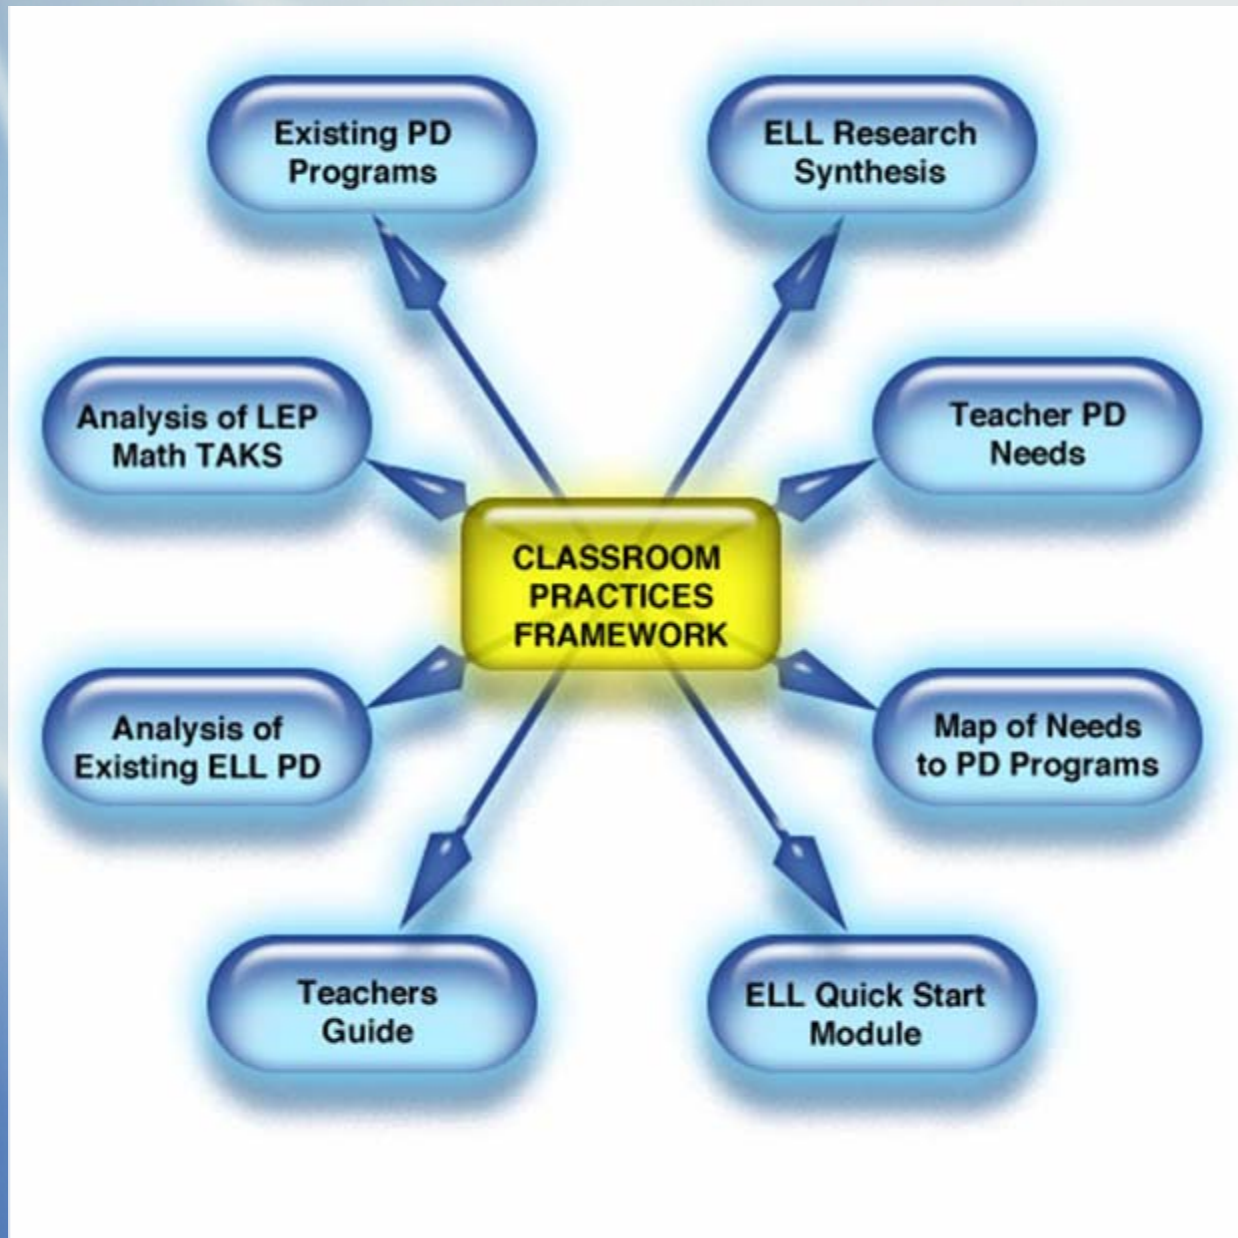 Existing PD
Programs
ELL Research
Synthesis
Analysis of LEP
Math TAKS
Teacher PD
Needs
CLASSROOM
PRACTICES
FRAMEWORK
Analysis of
Existing ELL PD
Map of Needs
to PD Programs
Teachers
Guide
ELL Quick Start
Module